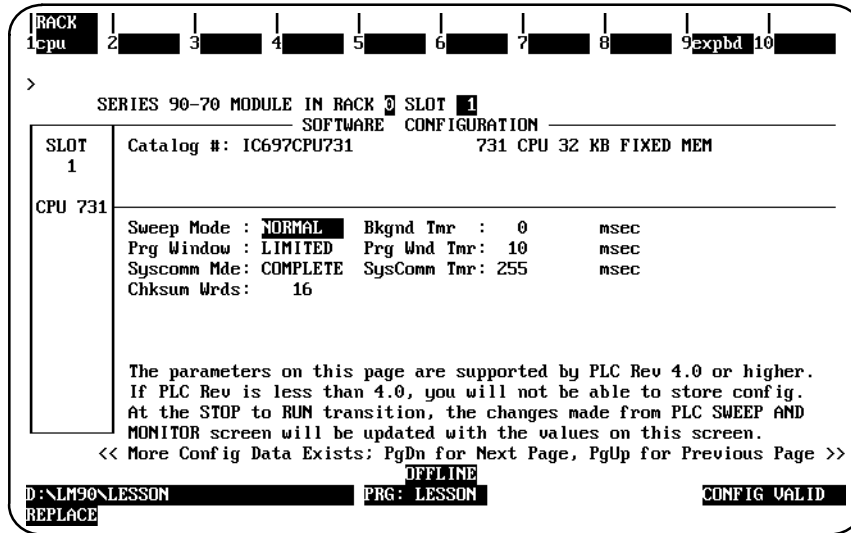 RACK
1cpu 2 3 4 5 6 7 8 9expbd 10
>
SERIES 90-70 MODULE IN RACK 0 SLOT 1
SOFTWARE CONFIGURATION
SLOT Catalog #: IC697CPU731 731 CPU 32 KB FIXED MEM
1
CPU 731
Sweep Mode : NORMAL Bkgnd Tmr : 0 msec
Prg Window : LIMITED Prg Wnd Tmr: 10 msec
Syscomm Mde: COMPLETE SysComm Tmr: 255 msec
Chksum Wrds: 16
The parameters on this page are supported by PLC Rev 4.0 or higher.
If PLC Rev is less than 4.0, you will not be able to store config.
At the STOP to RUN transition, the changes made from PLC SWEEP AND
MONITOR screen will be updated with the values on this screen.
<< More Config Data Exists; PgDn for Next Page, PgUp for Previous Page >>
OFFLINE
D:\LM90\LESSON PRG: LESSON CONFIG VALID
REPLACE